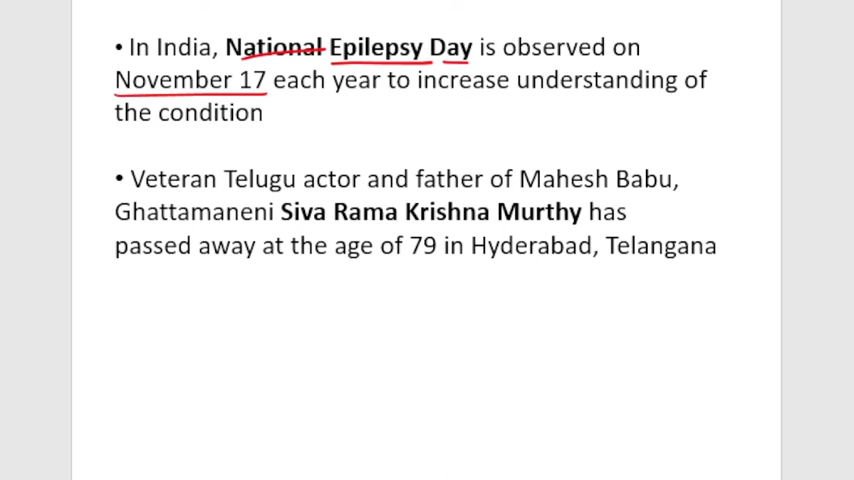 • In India, National Epilepsy Day is observed on
November 17 each year to increase understanding of
the condition
• Veteran Telugu actor and father of Mahesh Babu,
Ghattamaneni Siva Rama Krishna Murthy has
passed away at the age of 79 in Hyderabad, Telangana